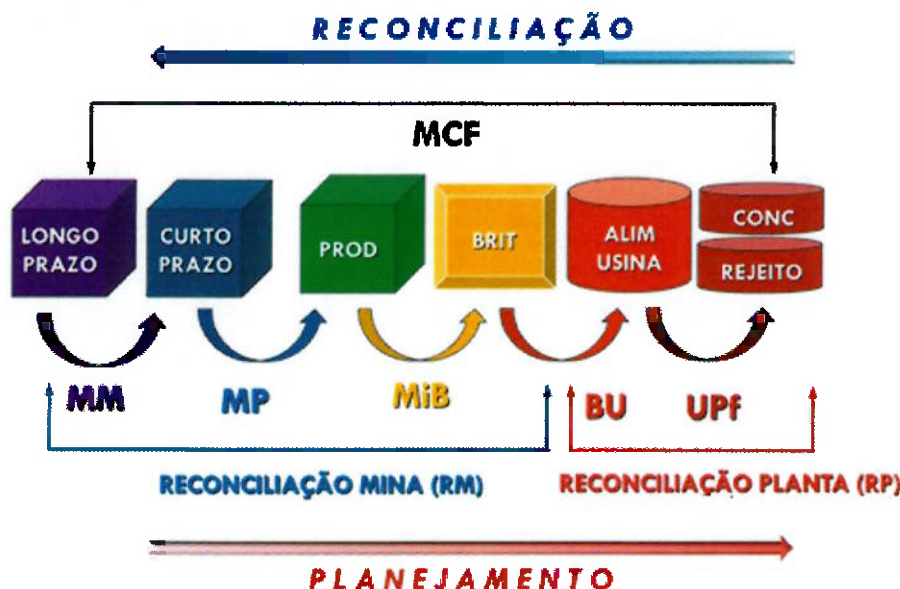 RECONCILIAÇÃO
MCF
LONGO
PRAZO
CURTO
PRAZO
PROD
BRIT
ALIM
USINA
CONC
REJEITO
MM
MP
MiB
BU
UPf
RECONCILIAÇÃO MINA (RM)
RECONCILIAÇÃO PLANTA (RP)
PLANEJAMENTO